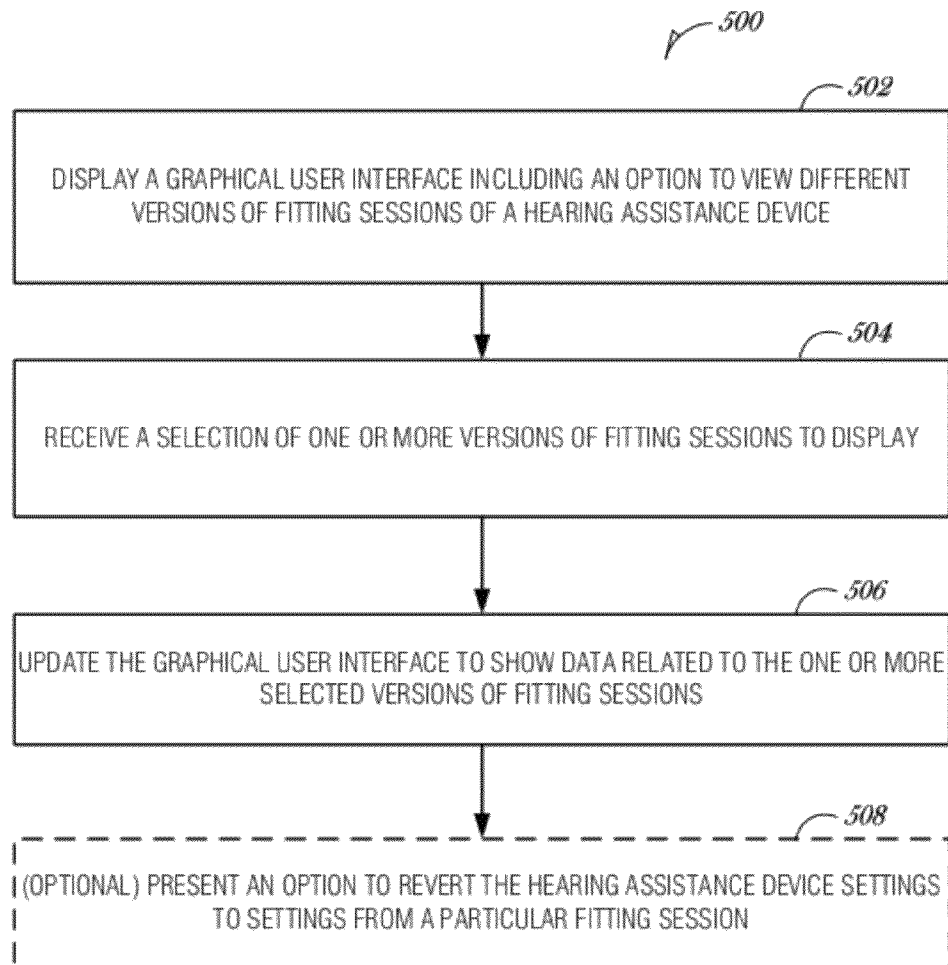 500
502
DISPLAY A GRAPHICAL USER INTERFACE INCLUDING AN OPTION TO VIEW DIFFERENT
VERSIONS OF FITTING SESSIONS OF A HEARING ASSISTANCE DEVICE
504
RECEIVE A SELECTION OF ONE OR MORE VERSIONS OF FITTING SESSIONS TO DISPLAY
506
UPDATE THE GRAPHICAL USER INTERFACE TO SHOW DATA RELATED TO THE ONE OR MORE
SELECTED VERSIONS OF FITTING SESSIONS
508
(OPTIONAL) PRESENT AN OPTION TO REVERT THE HEARING ASSISTANCE DEVICE SETTINGS
TO SETTINGS FROM A PARTICULAR FITTING SESSION